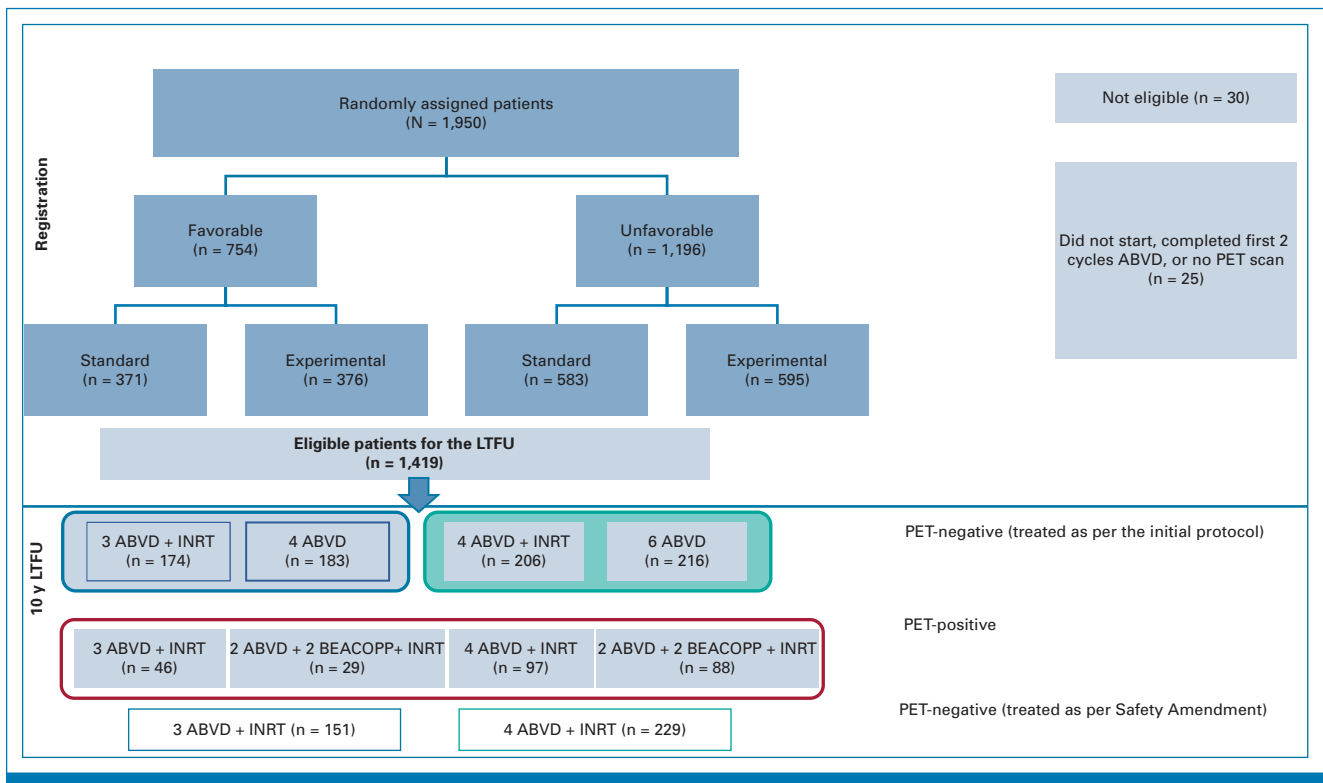 Registration
Randomly assigned patients
(N = 1,950)
Not eligible (n = 30)
Favorable
(n = 754)
Unfavorable
(n = 1,196)
Did not start, completed first 2
cycles ABVD, or no PET scan
(n = 25)
Standard
(n = 371)
Experimental
(n = 376)
Standard
(n = 583)
Experimental
(n = 595)
Eligible patients for the LTFU
(n = 1,419)
10 y LTFU
3 ABVD + INRT
(n = 174)
4 ABVD
(n = 183)
4 ABVD + INRT
(n = 206)
6 ABVD
(n = 216)
PET-negative (treated as per the initial protocol)
3 ABVD + INRT
(n = 46)
2 ABVD + 2 BEACOPP+ INRT
(n = 29)
4 ABVD + INRT
(n = 97)
2 ABVD + 2 BEACOPP + INRT
(n = 88)
PET-positive
3 ABVD + INRT (n = 151)
4 ABVD + INRT (n = 229)
PET-negative (treated as per Safety Amendment)